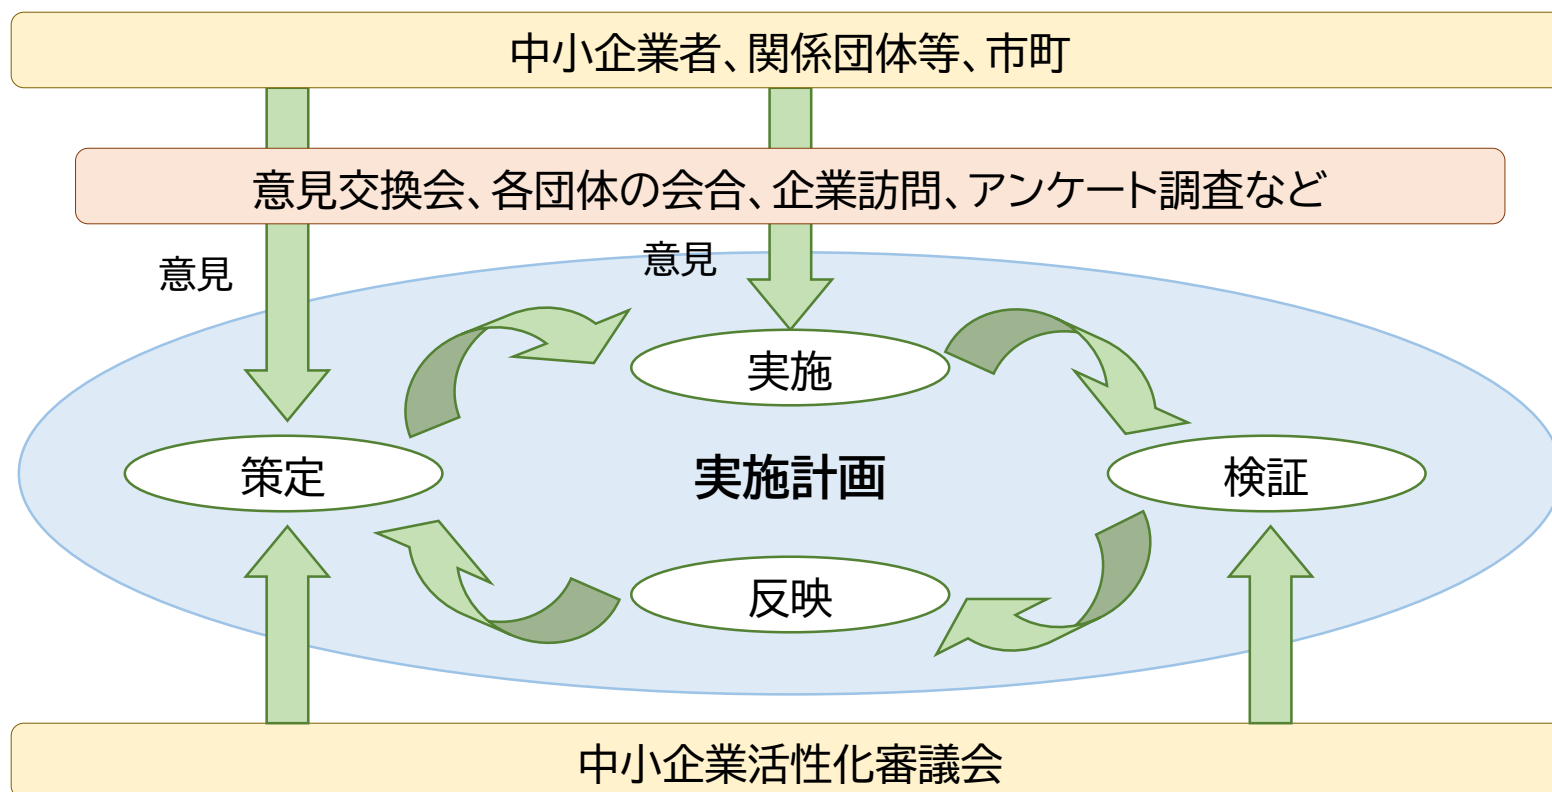 中小企業者、関係団体等、市町
意見交換会、各団体の会合、企業訪問、アンケート調査など
意見
意見
実施
策定
実施計画
検証
反映
中小企業活性化審議会